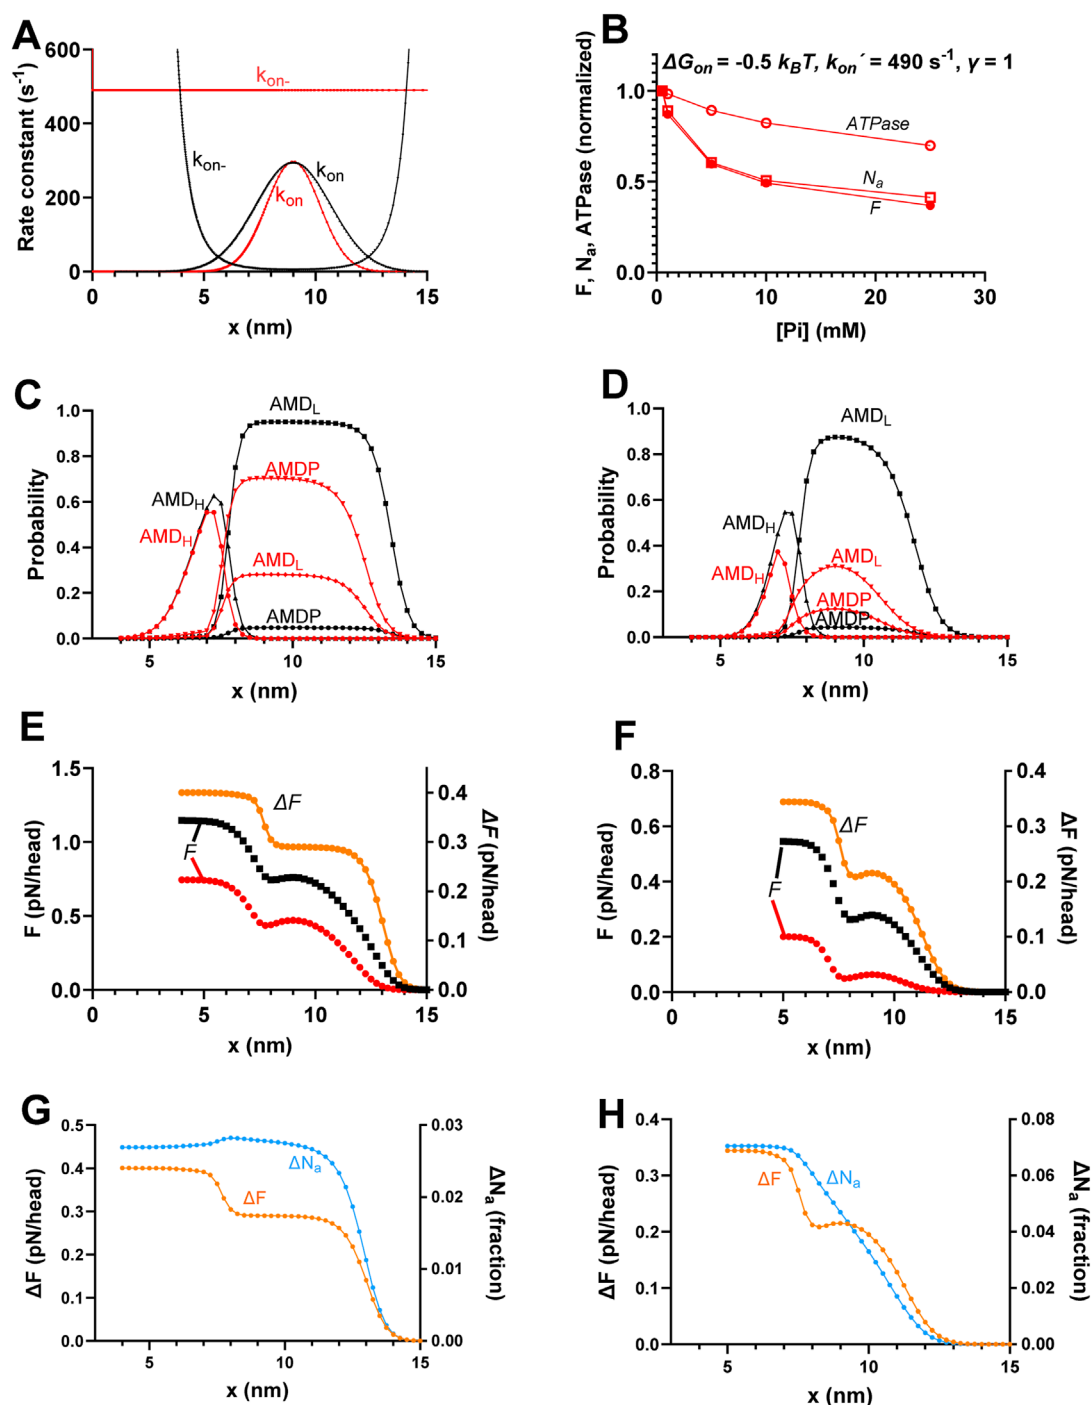 A
600
400
200
0
Rate constant (s⁻¹)
kon-
kon-
kon
kon
0
5
10
15
x (nm)
B
ΔGon = -0.5 kBT, kon´ = 490 s⁻¹, γ = 1
1.0
0.5
0.0
F, Na, ATPase (normalized)
ATPase
Na
F
0
10
20
30
[Pi] (mM)
C
1.0
0.8
0.6
0.4
0.2
0.0
Probability
AMDL
AMDP
AMDH
AMDH
AMDL
AMDP
5
10
15
x (nm)
D
1.0
0.8
0.6
0.4
0.2
0.0
Probability
AMDL
AMDH
AMDH
AMDL
AMDP
AMDP
5
10
15
x (nm)
E
1.5
1.0
0.5
0.0
F (pN/head)
ΔF
F
0.4
0.3
0.2
0.1
0.0
ΔF (pN/head)
0
5
10
15
x (nm)
F
0.8
0.6
0.4
0.2
0.0
F (pN/head)
ΔF
F
0.4
0.3
0.2
0.1
0.0
ΔF (pN/head)
0
5
10
15
x (nm)
G
0.5
0.4
0.3
0.2
0.1
0.0
ΔF (pN/head)
ΔNa
ΔF
0.03
0.02
0.01
0.00
ΔNa (fraction)
5
10
15
x (nm)
H
0.4
0.3
0.2
0.1
0.0
ΔF (pN/head)
ΔF
ΔNa
0.08
0.06
0.04
0.02
0.00
ΔNa (fraction)
5
10
15
x (nm)